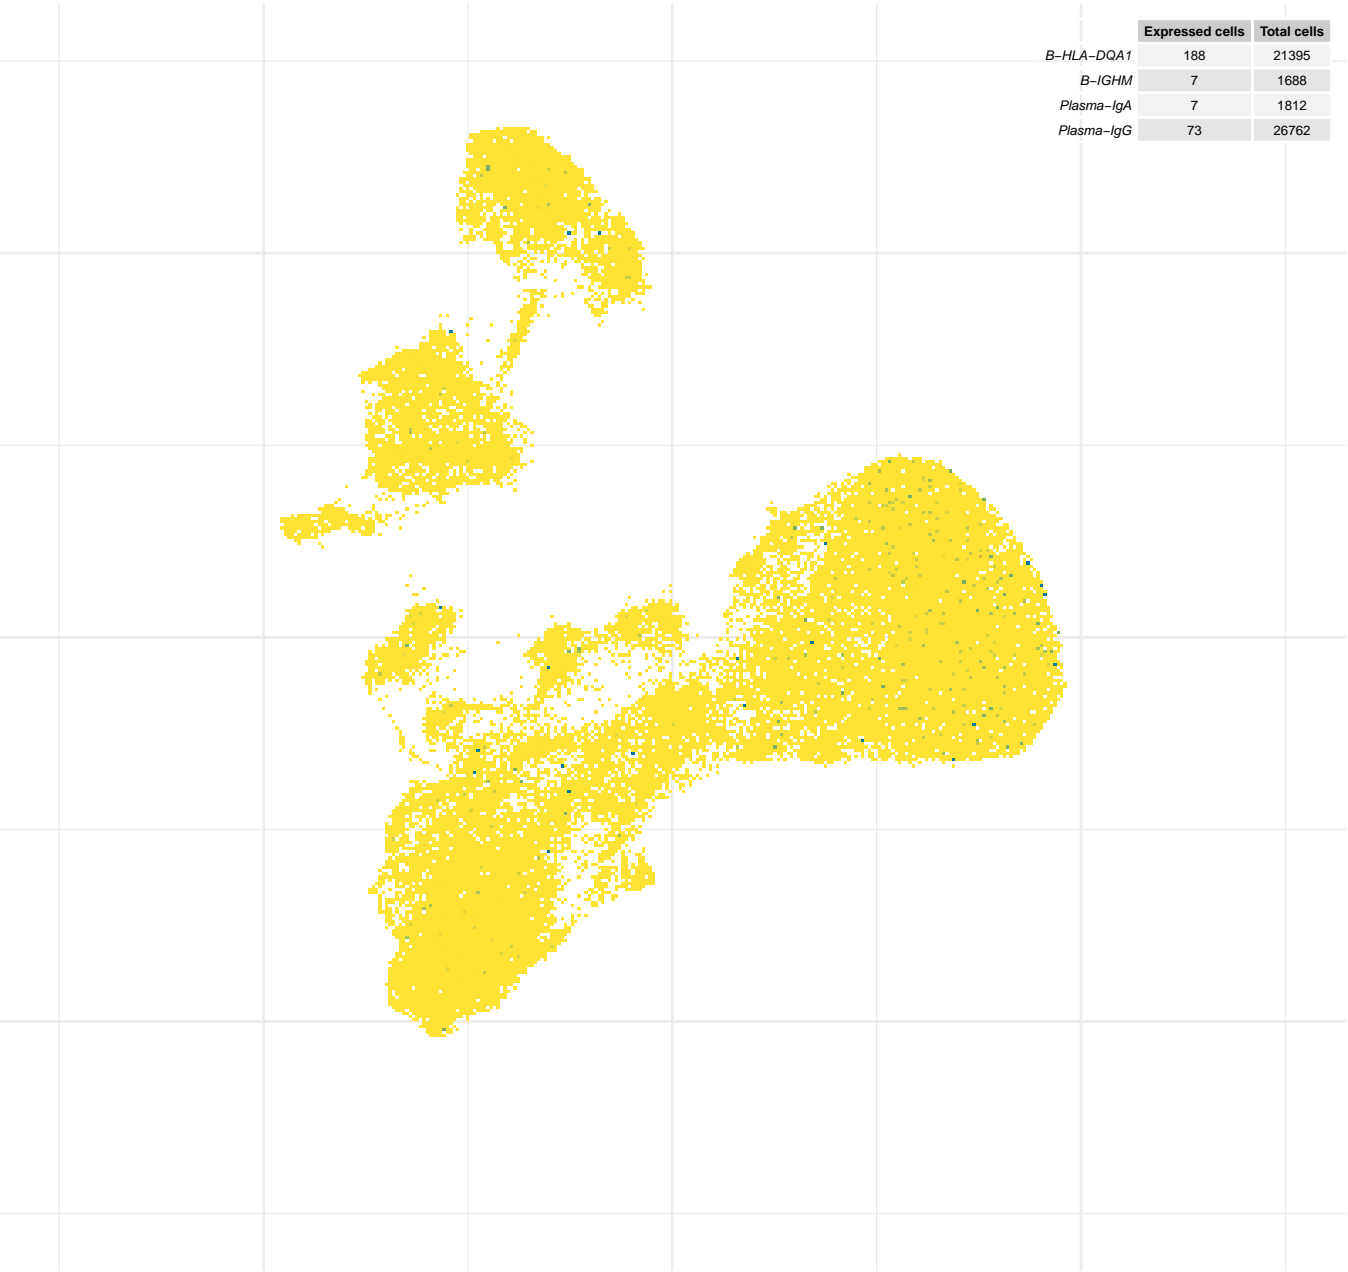 Expressed cells Total cells
B−HLA−DQA1 188 21395
B−IGHM 7 1688
Plasma−IgA 7 1812
Plasma−IgG 73 26762